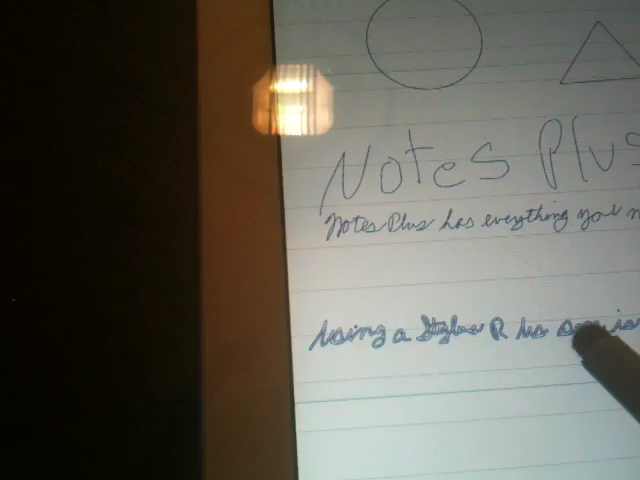 Notes Plus
Notes Plus has everything you n
Using a Stylus